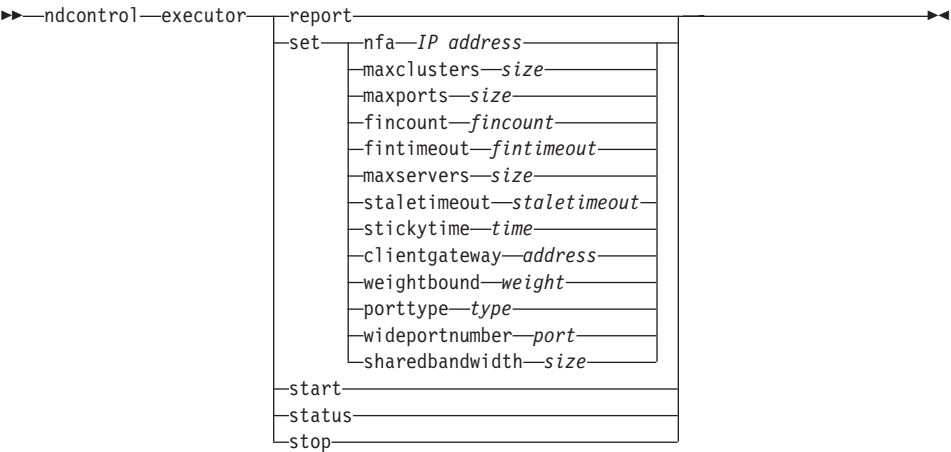 ndcontrol executor report
set nfa IP address
maxclusters size
maxports size
fincount fincount
fintimeout fintimeout
maxservers size
staletimeout staletimeout
stickytime time
clientgateway address
weightbound weight
porttype type
wideportnumber port
sharedbandwidth size
start
status
stop